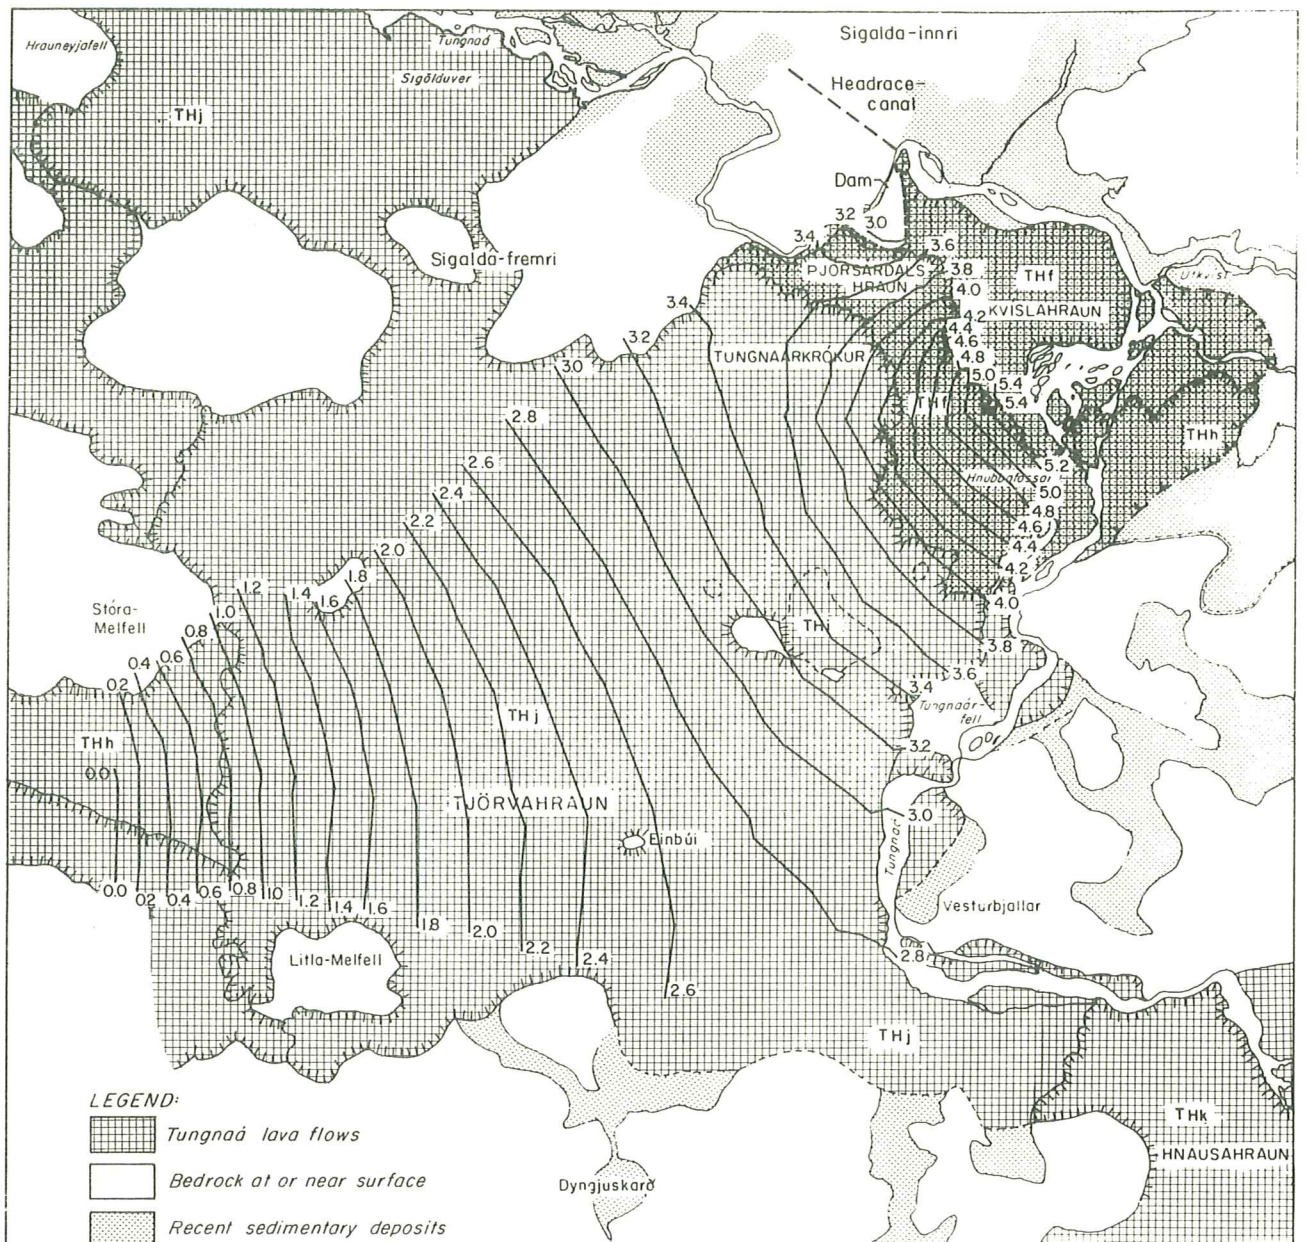 Sigalda-innri
Hrauneyjafell
Tungnaá
Sigölduver
Headrace-
canal
THj
Dam
3.2
3.0
3.4
3.6
Sigalda-fremri
ÞJÓRSÁRDALS-
HRAUN
3.8
THf
Útkvísl
4.0
KVISLAHRAUN
3.4
4.2
4.4
3.2
4.6
TUNGNAÁRKRÓKUR
4.8
3.0
5.0
5.4
5.4
THf
2.8
THh
2.6
5.2
Hnubbafossar
2.4
5.0
2.2
4.8
4.6
2.0
4.4
1.8
4.2
1.2
1.4
1.6
4.0
Stóra-
Melfell
1.0
0.8
THj
3.8
0.6
0.4
3.6
0.2
3.4
Tungnaár-
fell
THj
THh
3.2
0.0
TJÖRVAHRAUN
3.0
Einbúi
Tungnaá
0.0
0.2
0.4
0.6
0.8
1.0
1.2
1.4
1.6
1.8
2.0
2.2
2.4
2.6
Vesturbjallar
2.8
Litla-Melfell
THj
LEGEND:
Tungnaá lava flows
Bedrock at or near surface
Recent sedimentary deposits
THk
HNAUSAHRAUN
Dyngjuskarð